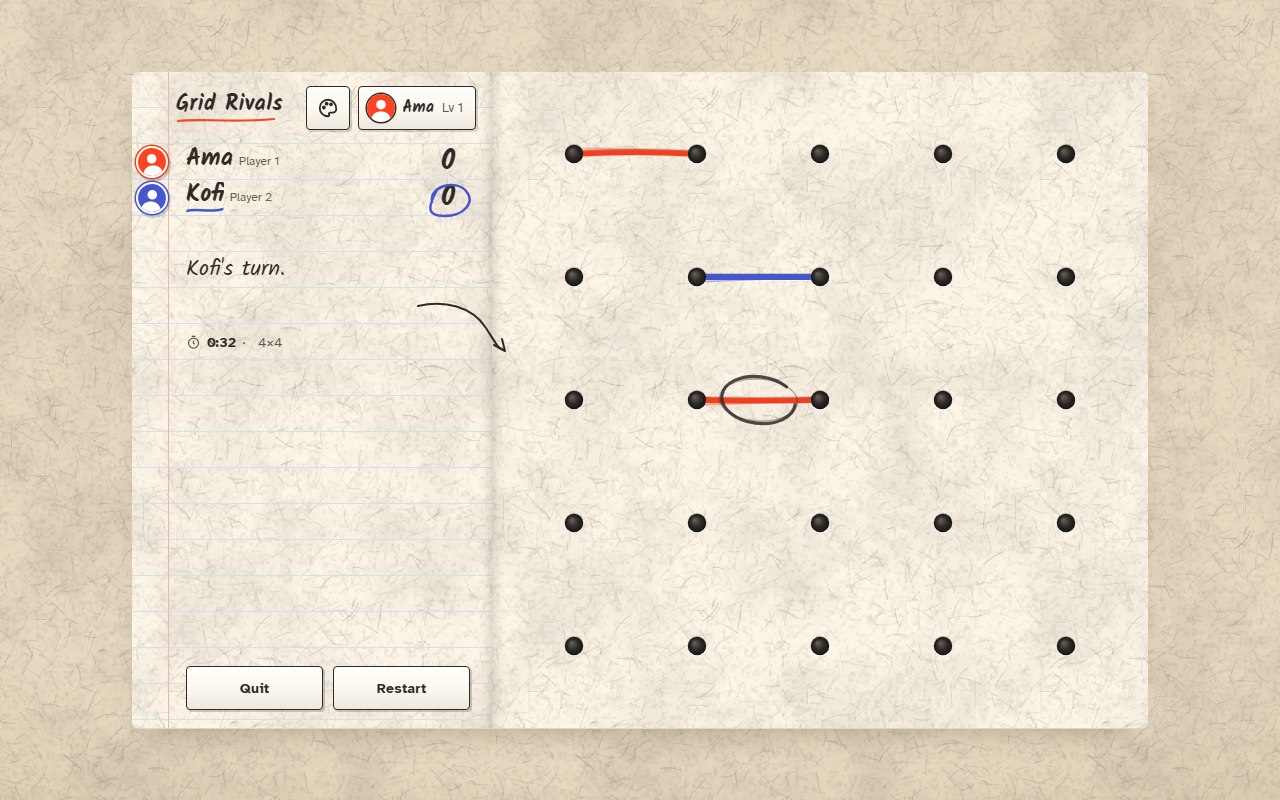 Grid Rivals
Ama Lv 1
Ama Player 1 0
Kofi Player 2 0
Kofi's turn.
0:32 · 4×4
Quit
Restart